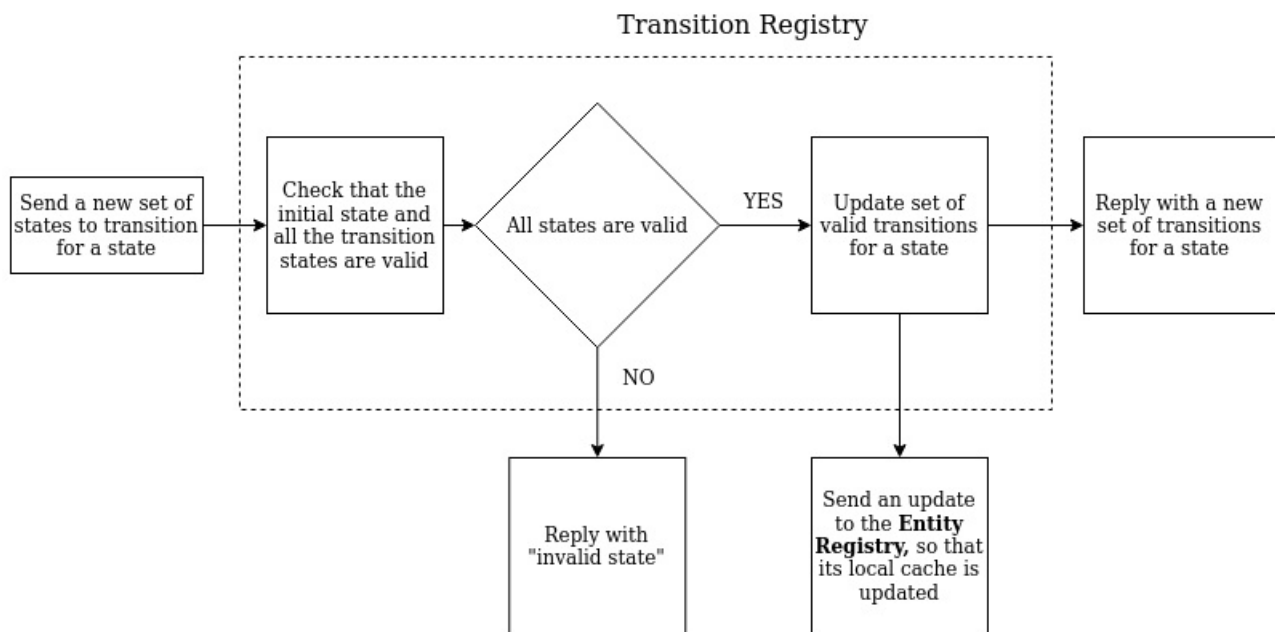 Transition Registry
Send a new set of
states to transition
for a state
Check that the
initial state and
all the transition
states are valid
All states are valid
YES
Update set of
valid transitions
for a state
Reply with a new
set of transitions
for a state
NO
Reply with
"invalid state"
Send an update
to the Entity
Registry, so that
its local cache is
updated